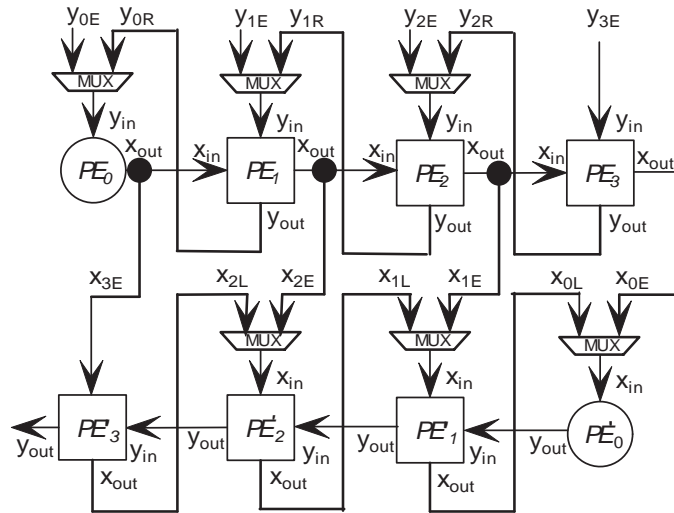 y0E y0R y1E y1R y2E y2R y3E
MUX MUX MUX
yin yin yin yin
xout xin xout xin xout xin xout
PE0 PE1 PE2 PE3
yout yout yout
x3E x2L x2E x1L x1E x0L x0E
MUX MUX MUX
xin xin xin
PE'3 PE'2 PE'1 PE'0
yout yin yout yin yout yin yout
xout xout xout